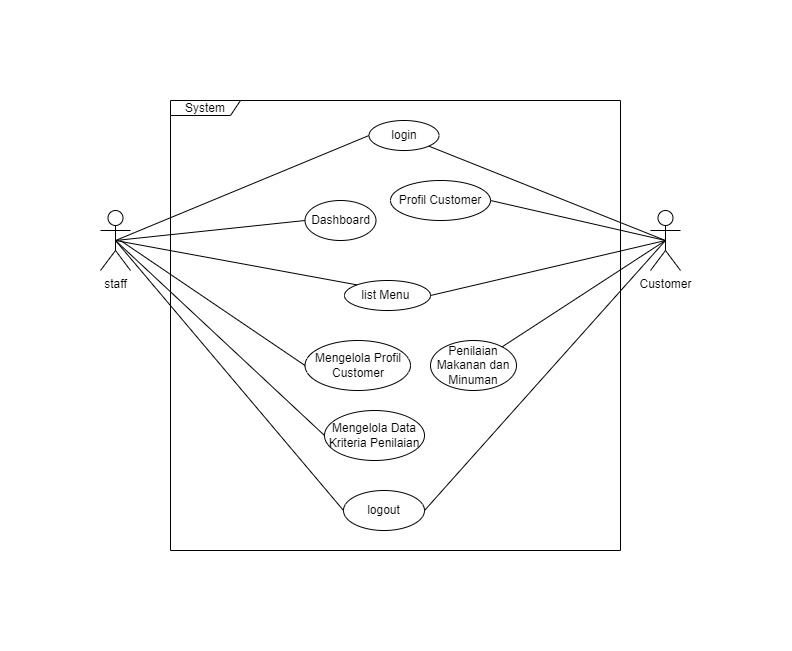 System
login
Profil Customer
Dashboard
staff
Customer
list Menu
Mengelola Profil
Customer
Penilaian
Makanan dan
Minuman
Mengelola Data
Kriteria Penilaian
logout